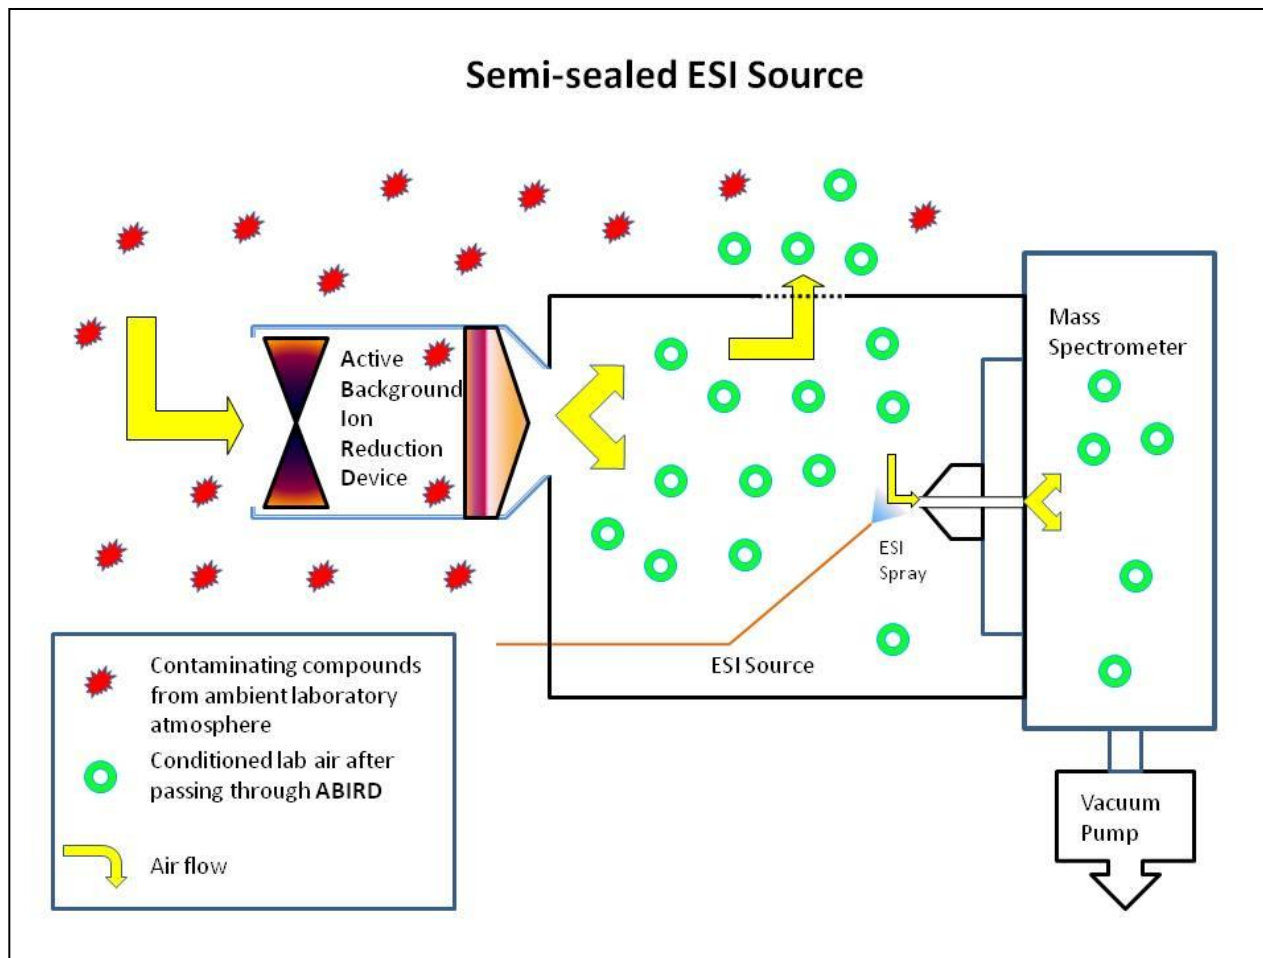 Semi-sealed ESI Source
Active
Background
Ion
Reduction
Device
Mass
Spectrometer
ESI
Spray
ESI Source
Vacuum
Pump
Contaminating compounds
from ambient laboratory
atmosphere
Conditioned lab air after
passing through ABIRD
Air flow